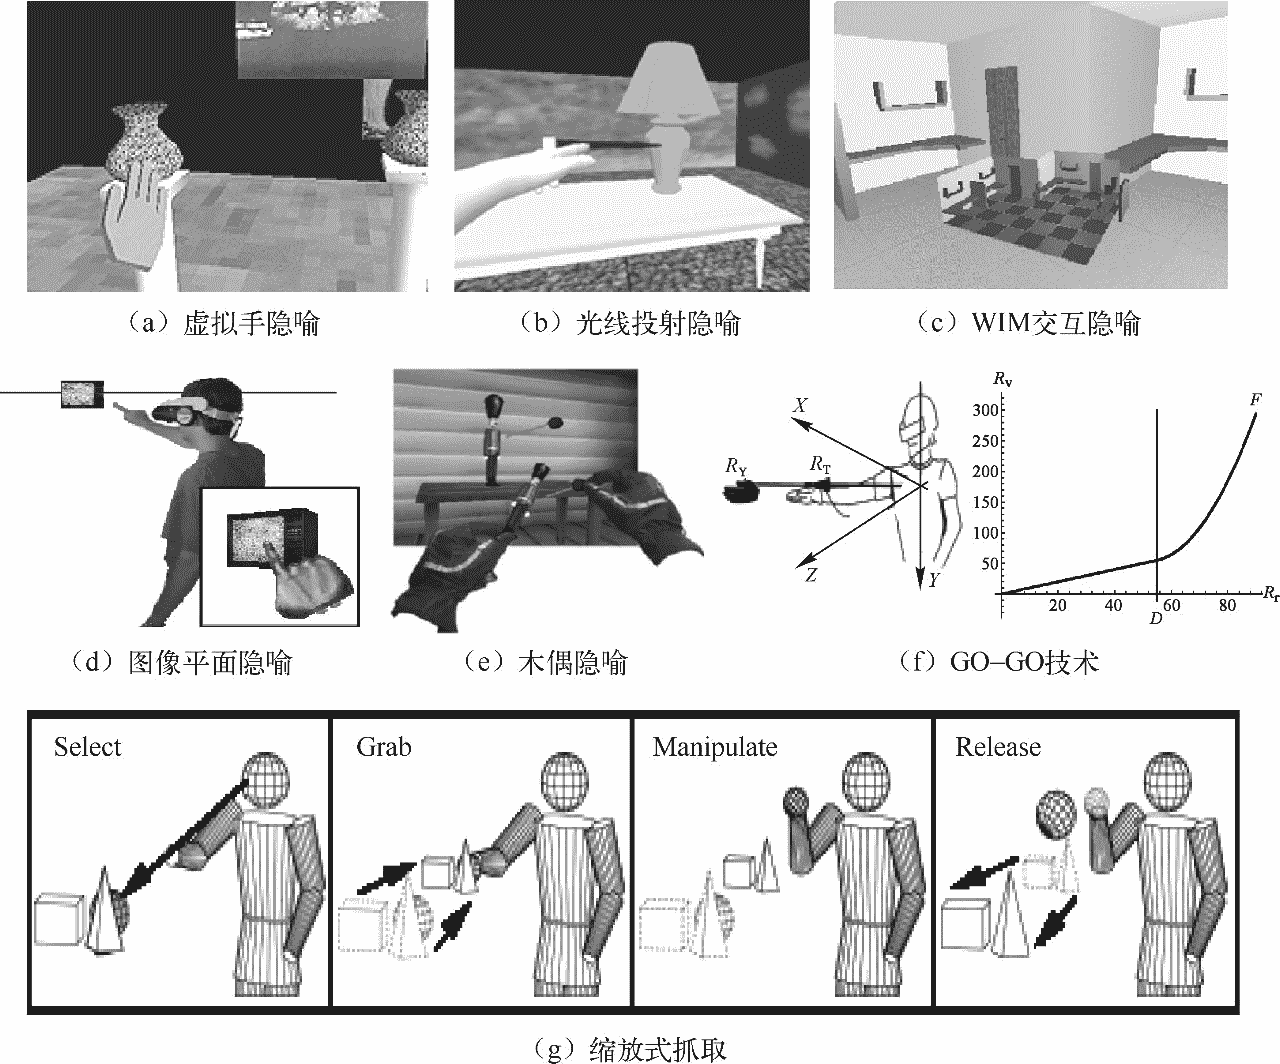 （a）虚拟手隐喻
（b）光线投射隐喻
（c）WIM交互隐喻
（d）图像平面隐喻
（e）木偶隐喻
X
R_Y
R_T
Z
Y
R_v
300
250
200
150
100
50
F
20
40
60
80
R_r
D
（f）GO–GO技术
Select
Grab
Manipulate
Release
（g）缩放式抓取